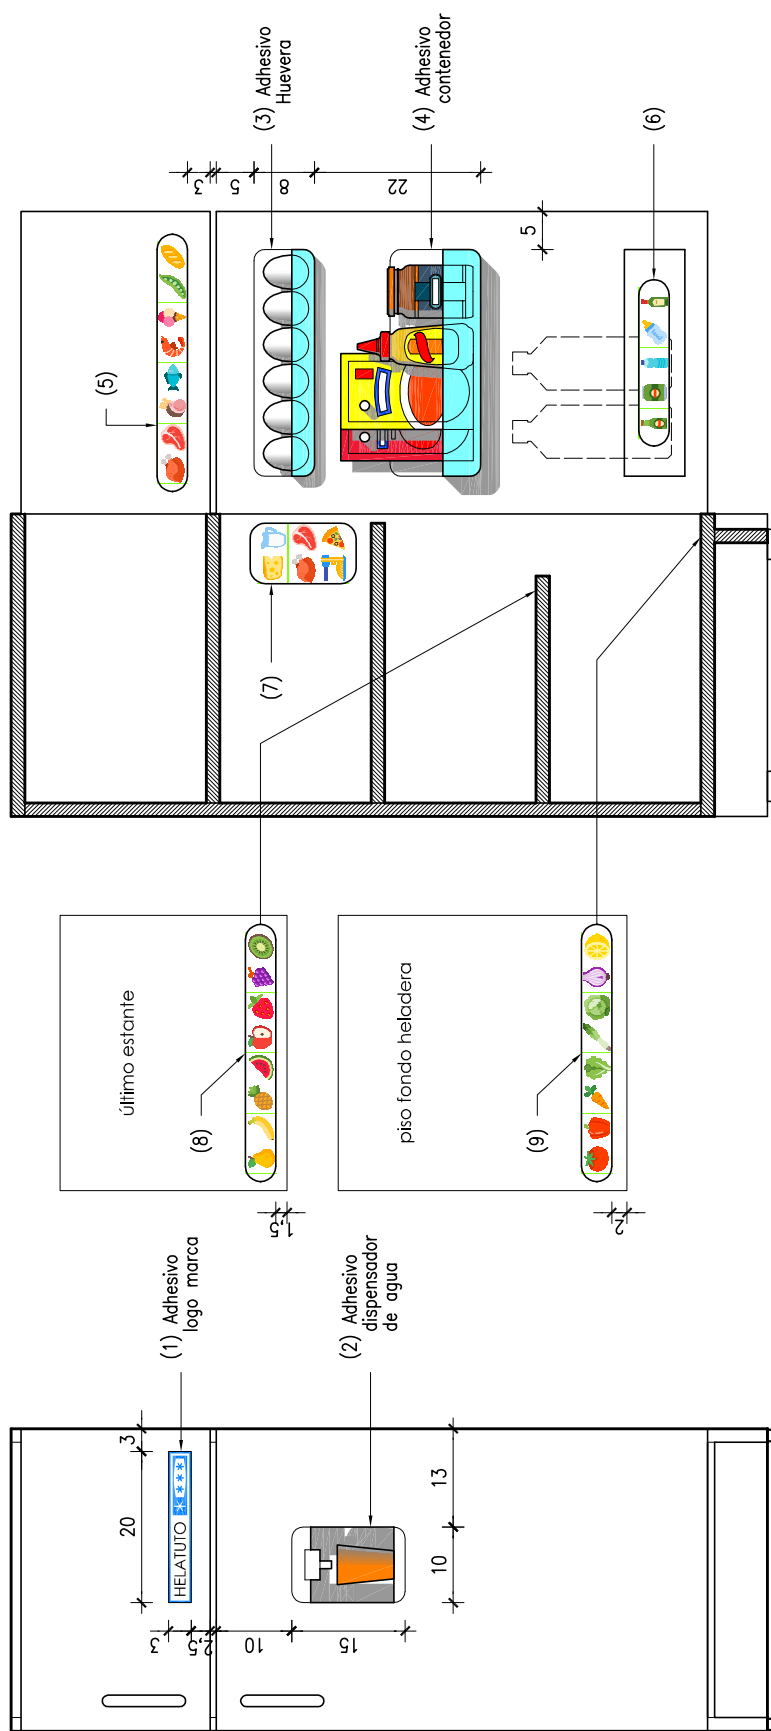 (1) Adhesivo
logo marca
20
3
HELATUTO ****
3
2,5
10
15
(2) Adhesivo
dispensador
de agua
10
13
último estante
(8)
1,5
piso fondo heladera
(9)
2
(7)
(5)
3
5
8
22
(3) Adhesivo
Huevera
(4) Adhesivo
contenedor
5
(6)